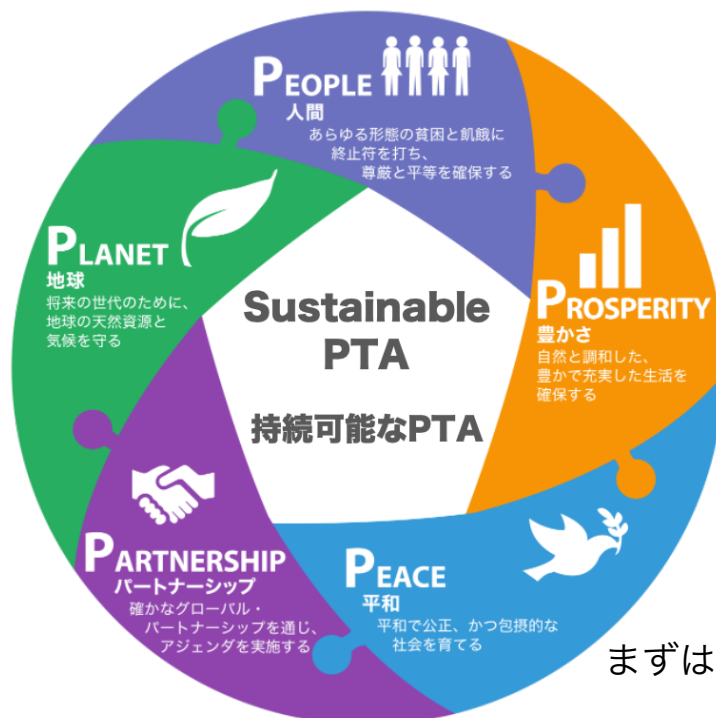 PEOPLE
人間
あらゆる形態の貧困と飢餓に
終止符を打ち、
尊厳と平等を確保する
PROSPERITY
豊かさ
自然と調和した、
豊かで充実した生活を
確保する
PEACE
平和
平和で公正、かつ包摂的な
社会を育てる
PARTNERSHIP
パートナーシップ
確かなグローバル・
パートナーシップを通じ、
アジェンダを実施する
PLANET
地球
将来の世代のために、
地球の天然資源と
気候を守る
Sustainable
PTA
持続可能なPTA
まずは